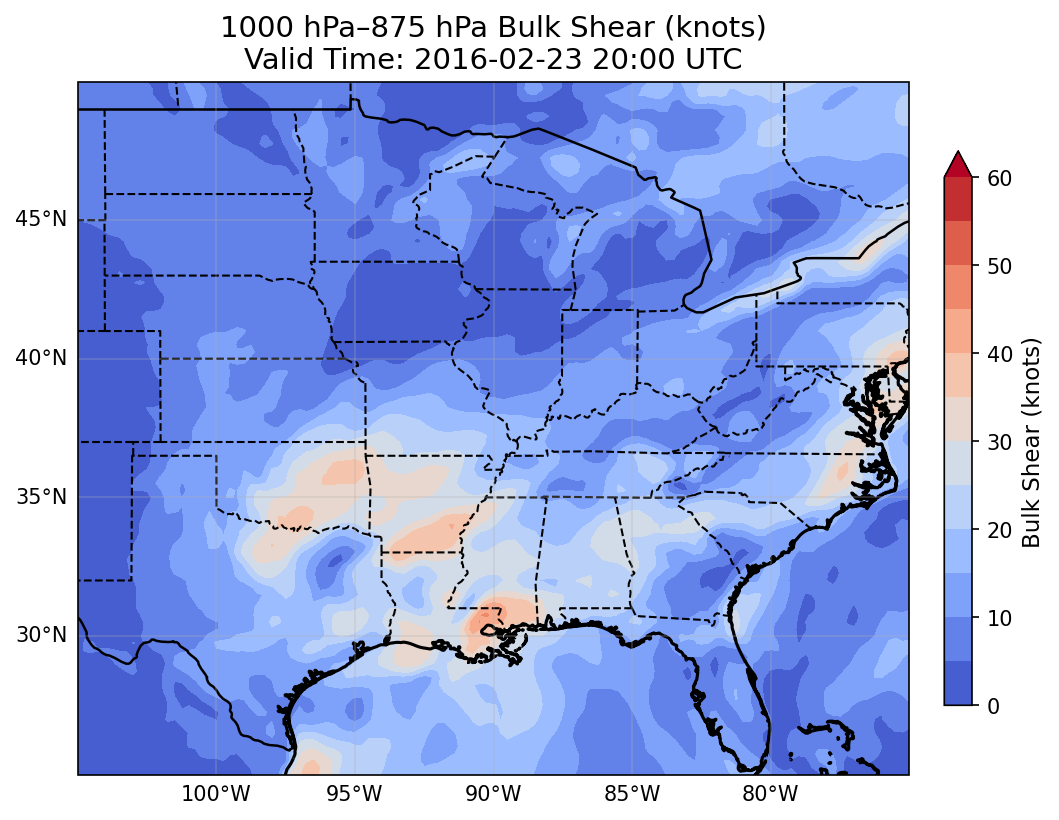 1000 hPa–875 hPa Bulk Shear (knots)
Valid Time: 2016-02-23 20:00 UTC
45°N
40°N
35°N
30°N
100°W
95°W
90°W
85°W
80°W
60
50
40
30
20
10
0
Bulk Shear (knots)